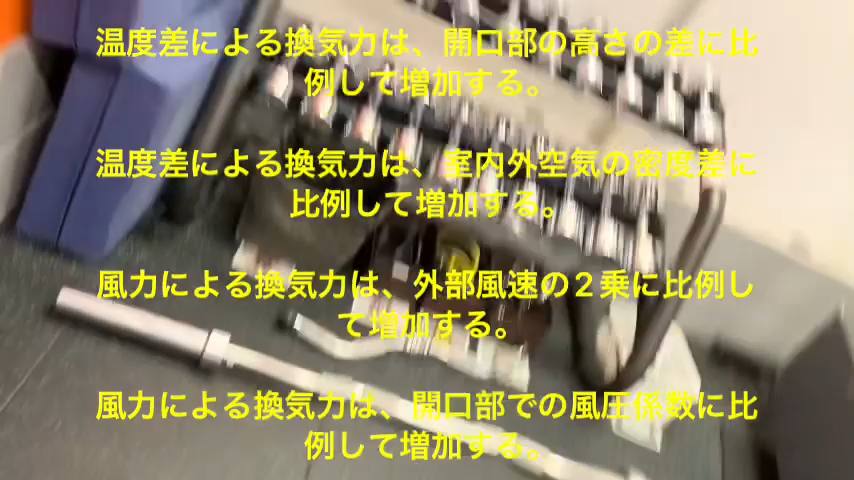 温度差による換気力は、開口部の高さの差に比
例して増加する。
温度差による換気力は、室内外空気の密度差に
比例して増加する。
風力による換気力は、外部風速の２乗に比例し
て増加する。
風力による換気力は、開口部での風圧係数に比
例して増加する。